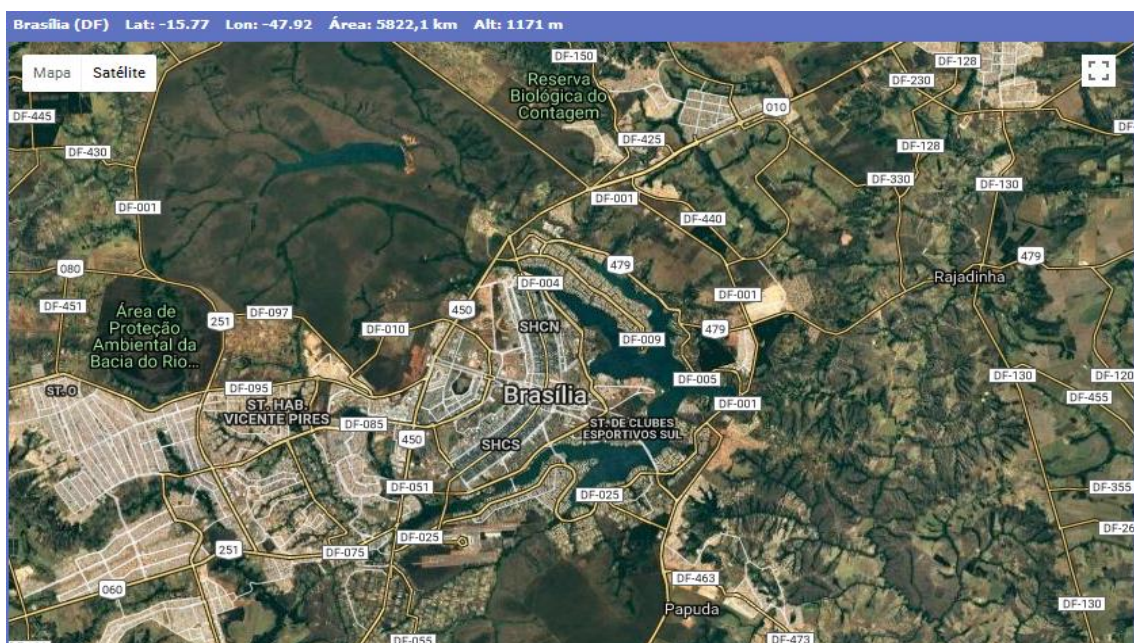 Brasília (DF) Lat: -15.77 Lon: -47.92 Área: 5822,1 km Alt: 1171 m
Mapa Satélite
DF-150
DF-128
DF-230
Reserva
Biológica do
Contagem
010
DF-445
DF-425
DF-128
DF-430
DF-330
DF-130
DF-001
DF-001
DF-440
479
479
080
Rajadinha
DF-004
DF-001
DF-451
Área de
Proteção
Ambiental da
Bacia do Rio...
251
DF-097
450
DF-010
SHCN
479
DF-009
DF-005
DF-130
DF-120
DF-095
ST. O
Brasília
DF-455
ST. HAB.
VICENTE PIRES
DF-001
DF-085
ST. DE CLUBES
ESPORTIVOS SUL
450
SHCS
DF-051
DF-025
DF-355
DF-26
DF-025
251
DF-075
060
DF-463
Papuda
DF-130
DF-055
DF-473